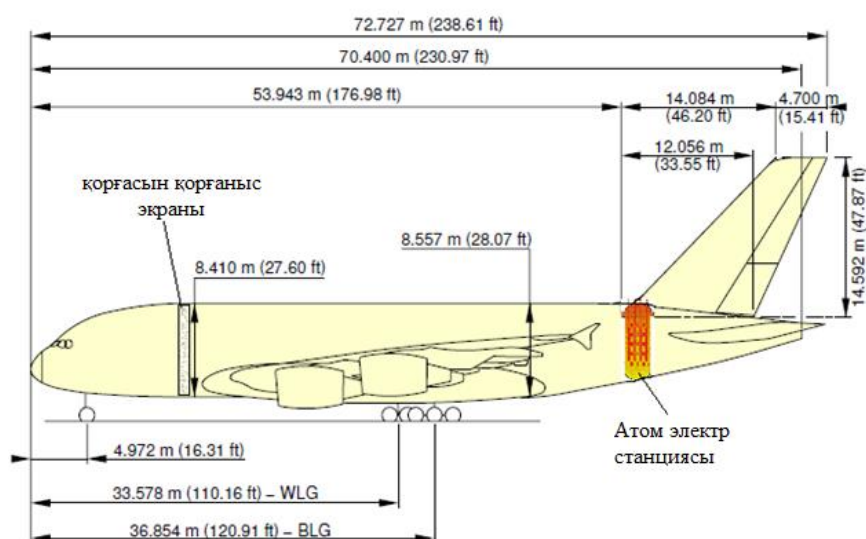 72.727 m (238.61 ft)
70.400 m (230.97 ft)
53.943 m (176.98 ft)
14.084 m
(46.20 ft)
4.700 m
(15.41 ft)
12.056 m
(33.55 ft)
қорғасын қорғаныс
экраны
8.557 m (28.07 ft)
8.410 m (27.60 ft)
14.592 m (47.87 ft)
Атом электр
станциясы
4.972 m (16.31 ft)
33.578 m (110.16 ft) – WLG
36.854 m (120.91 ft) – BLG